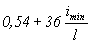 0,54 + 36 i_min / l